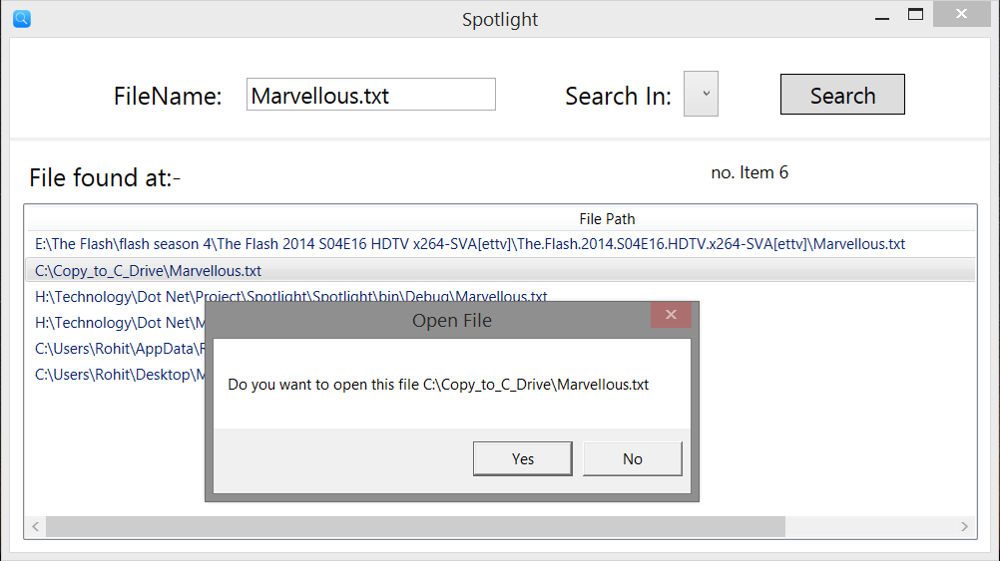 Spotlight
FileName: Marvellous.txt Search In: Search
File found at:- no. Item 6
File Path
E:\The Flash\flash season 4\The Flash 2014 S04E16 HDTV x264-SVA[ettv]\The.Flash.2014.S04E16.HDTV.x264-SVA[ettv]\Marvellous.txt
C:\Copy_to_C_Drive\Marvellous.txt
H:\Technology\Dot Net\Project\Spotlight\Spotlight\bin\Debug\Marvellous.txt
H:\Technology\Dot Net\M
C:\Users\Rohit\AppData\R
C:\Users\Rohit\Desktop\M
Open File
Do you want to open this file C:\Copy_to_C_Drive\Marvellous.txt
Yes No